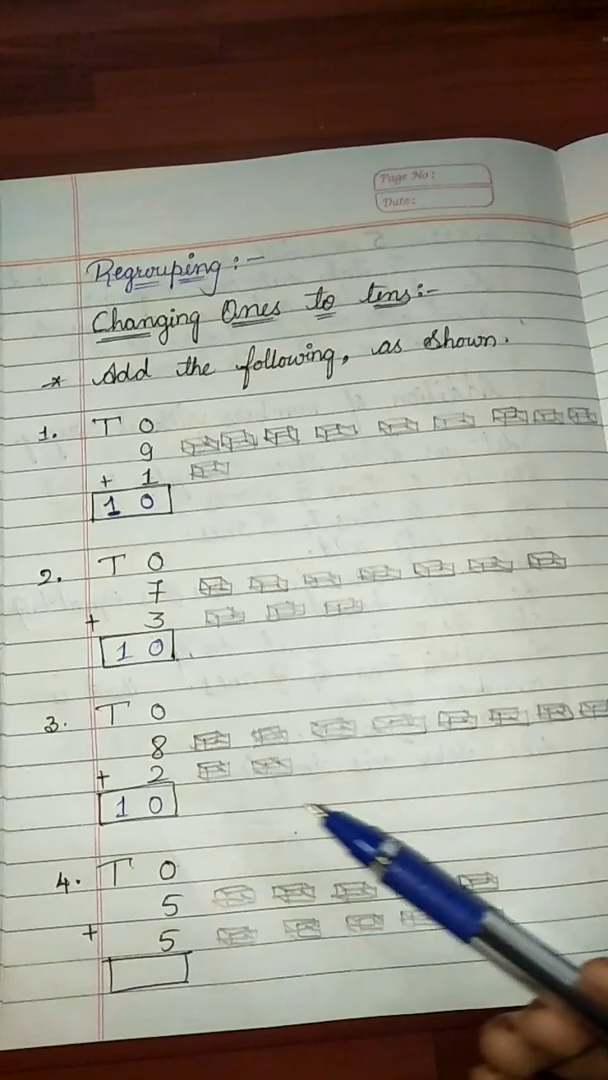 Page No:
Date:
Regrouping :-
Changing Ones to tens:-
* Add the following, as shown.
1. T O
9
+ 1
1 0
2. T O
7
+ 3
1 0
3. T O
8
+ 2
1 0
4. T O
5
+ 5